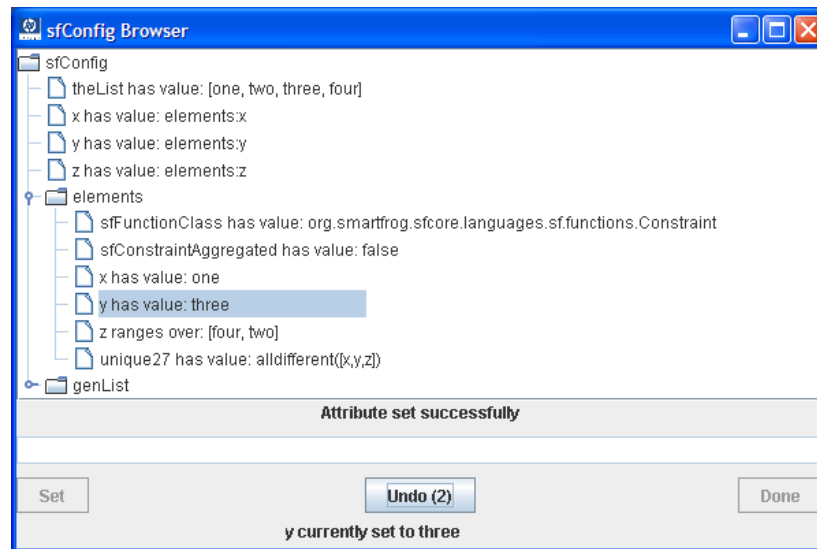 sfConfig Browser
sfConfig
theList has value: [one, two, three, four]
x has value: elements:x
y has value: elements:y
z has value: elements:z
elements
sfFunctionClass has value: org.smartfrog.sfcore.languages.sf.functions.Constraint
sfConstraintAggregated has value: false
x has value: one
y has value: three
z ranges over: [four, two]
unique27 has value: alldifferent([x,y,z])
genList
Attribute set successfully
Set Undo (2) Done
y currently set to three